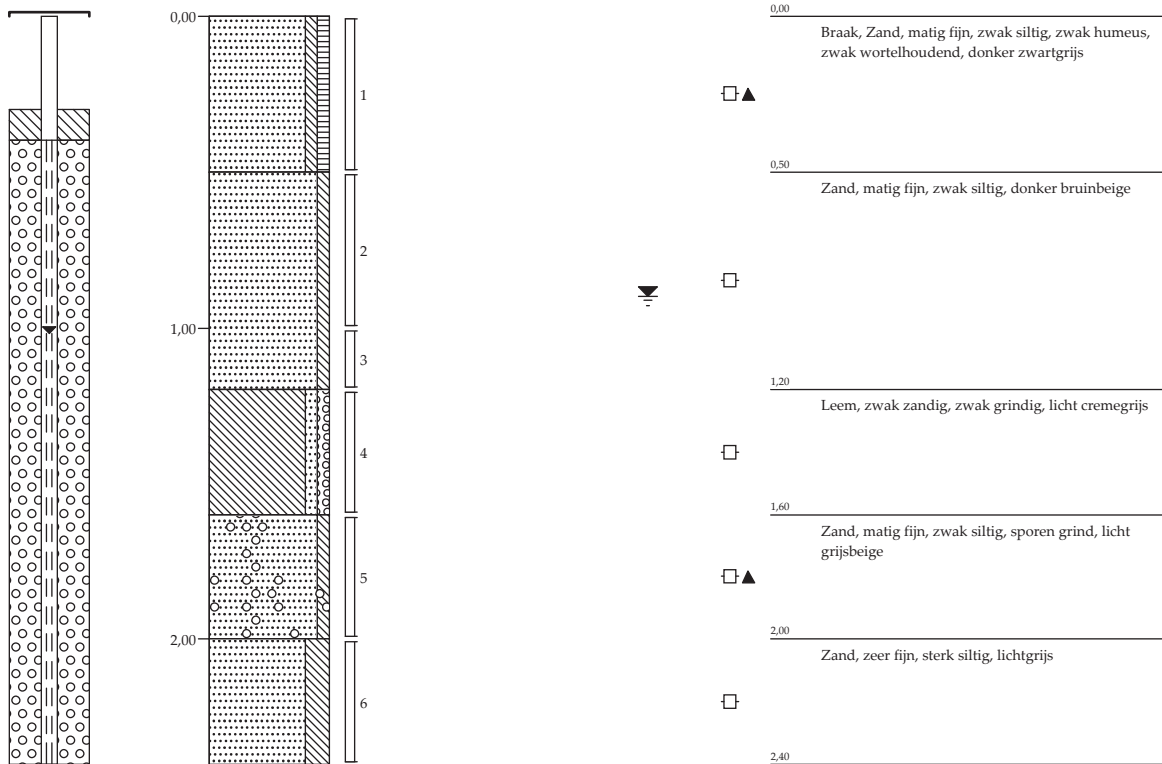 0,00
1,00
2,00
1
2
3
4
5
6
0,00
Braak, Zand, matig fijn, zwak siltig, zwak humeus,
zwak wortelhoudend, donker zwartgrijs
0,50
Zand, matig fijn, zwak siltig, donker bruinbeige
1,20
Leem, zwak zandig, zwak grindig, licht cremegrijs
1,60
Zand, matig fijn, zwak siltig, sporen grind, licht
grijsbeige
2,00
Zand, zeer fijn, sterk siltig, lichtgrijs
2,40